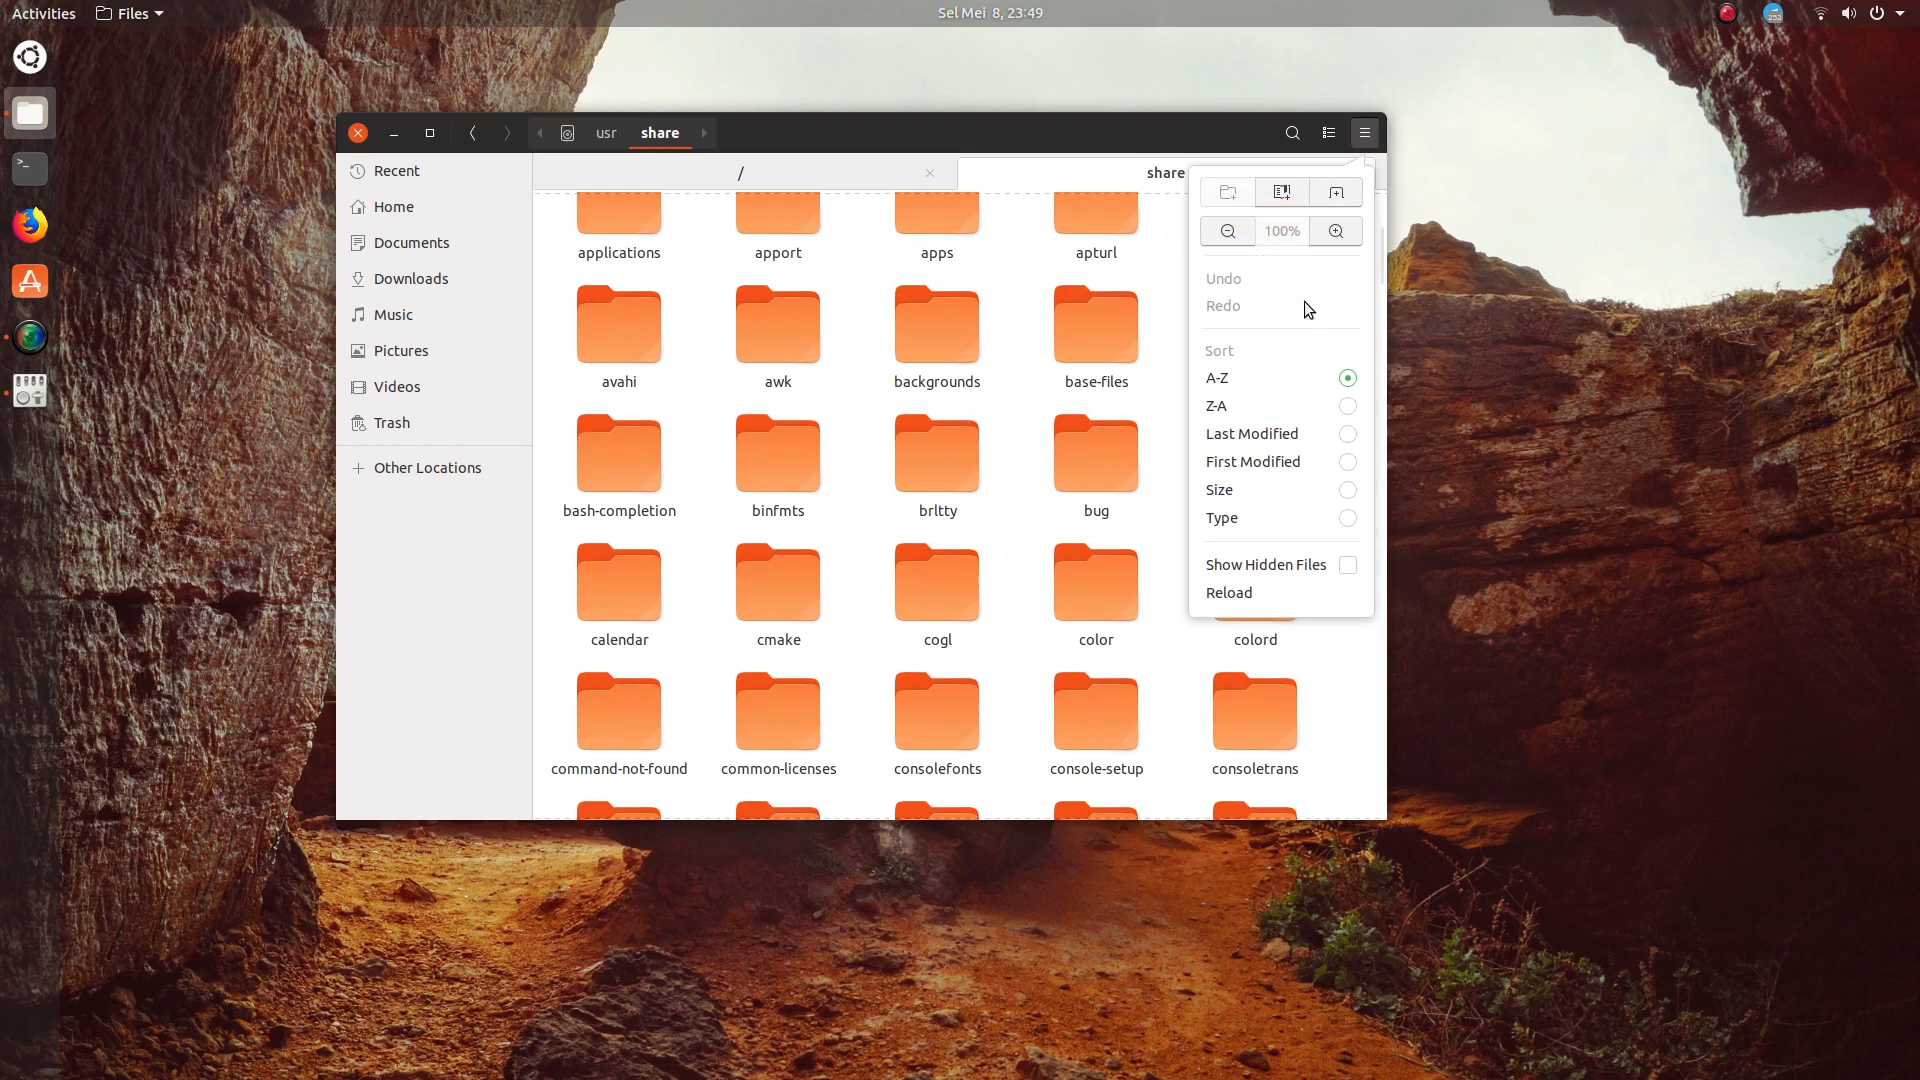 Activities
Files
Sel Mei 8, 23:49
252
usr
share
/
share
Recent
Home
Documents
Downloads
Music
Pictures
Videos
Trash
Other Locations
applications
apport
apps
apturl
avahi
awk
backgrounds
base-files
bash-completion
binfmts
brltty
bug
calendar
cmake
cogl
color
colord
command-not-found
common-licenses
consolefonts
console-setup
consoletrans
100%
Undo
Redo
Sort
A-Z
Z-A
Last Modified
First Modified
Size
Type
Show Hidden Files
Reload